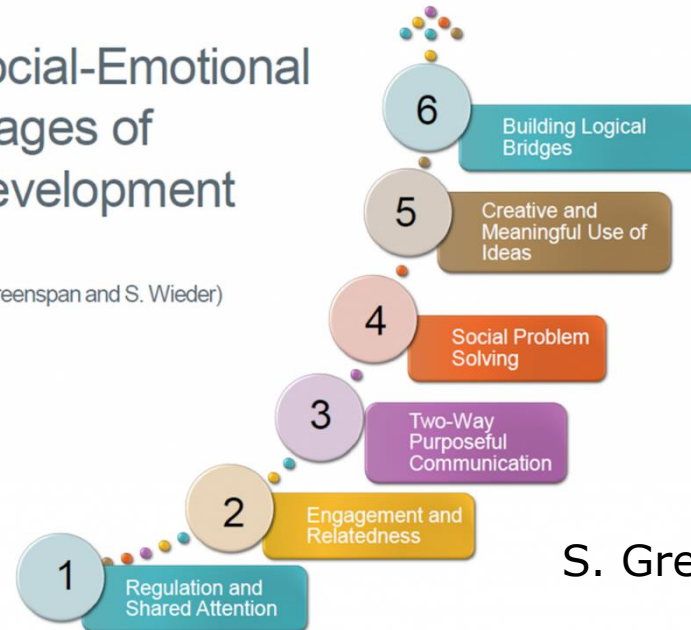 ocial-Emotional
ages of
evelopment
reenspan and S. Wieder)
6
Building Logical
Bridges
5
Creative and
Meaningful Use of
Ideas
4
Social Problem
Solving
3
Two-Way
Purposeful
Communication
2
Engagement and
Relatedness
1
Regulation and
Shared Attention
S. Gre